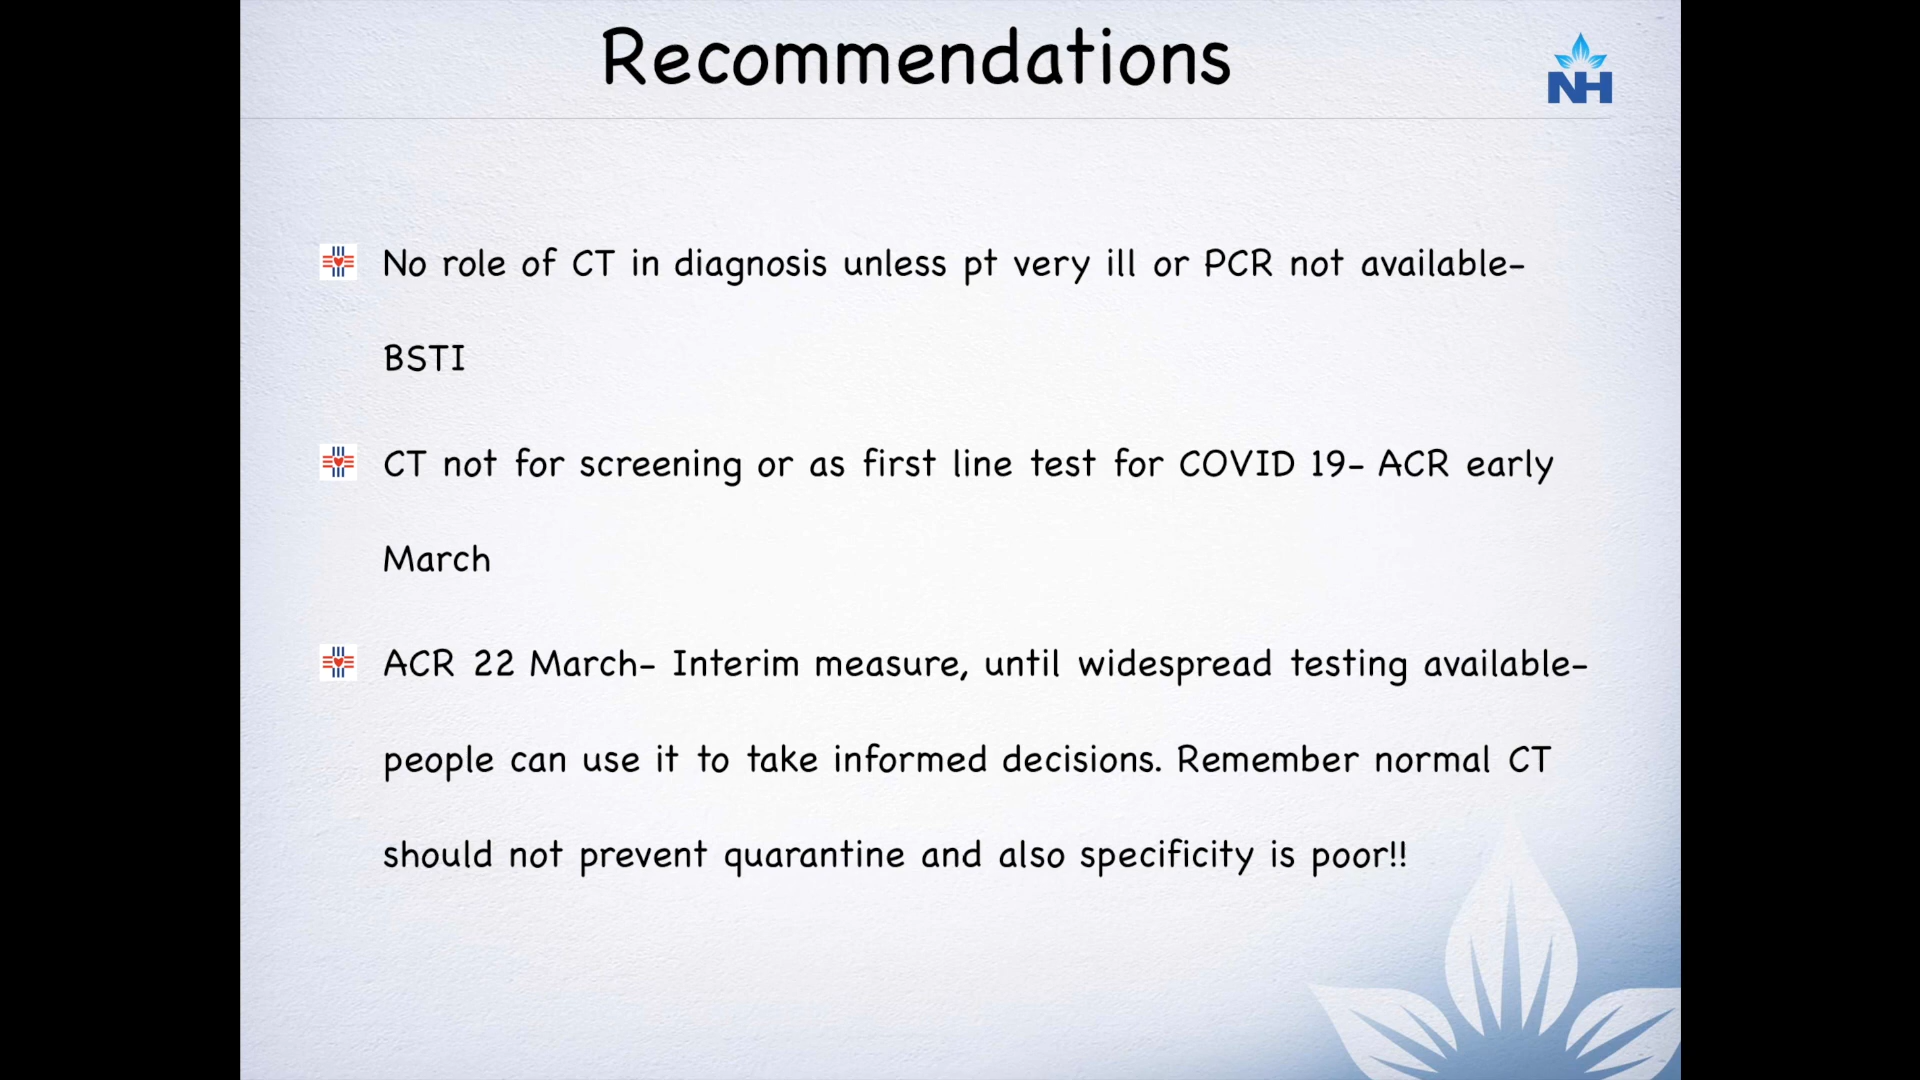 Recommendations
NH
No role of CT in diagnosis unless pt very ill or PCR not available-
BSTI
CT not for screening or as first line test for COVID 19- ACR early
March
ACR 22 March- Interim measure, until widespread testing available-
people can use it to take informed decisions. Remember normal CT
should not prevent quarantine and also specificity is poor!!